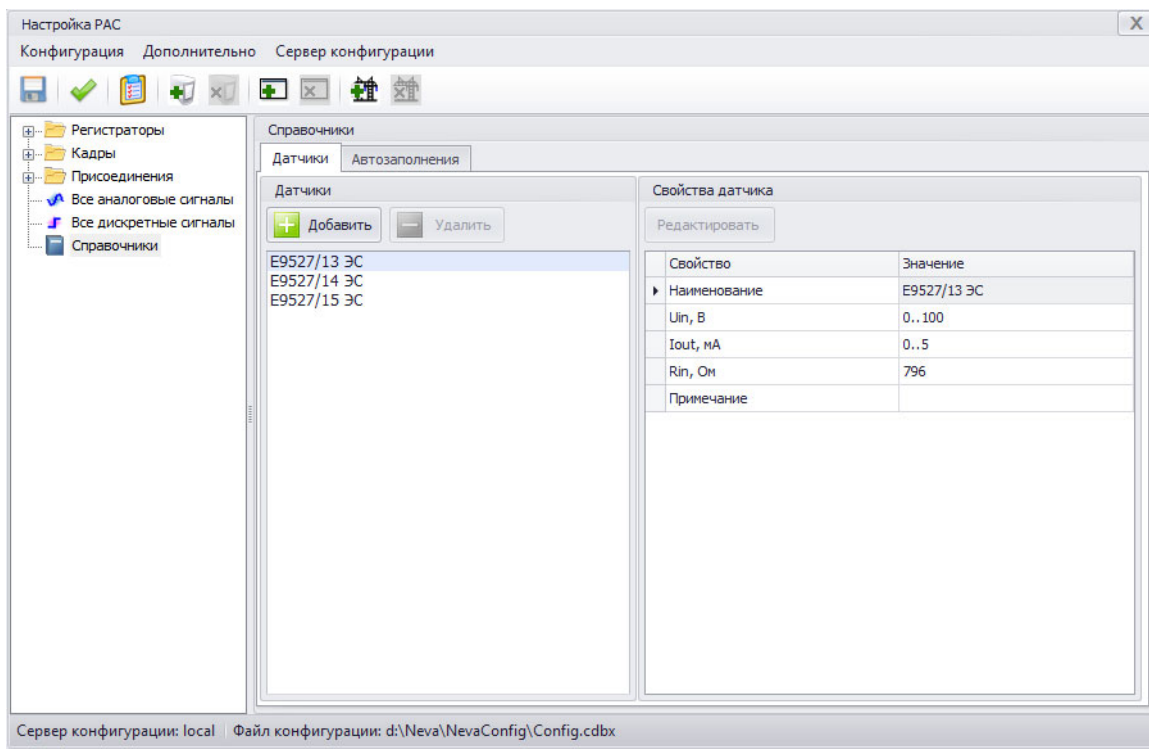 Настройка РАС
X
Конфигурация Дополнительно Сервер конфигурации
Регистраторы
Кадры
Присоединения
Все аналоговые сигналы
Все дискретные сигналы
Справочники
Справочники
Датчики Автозаполнения
Датчики
Добавить Удалить
E9527/13 ЭС
E9527/14 ЭС
E9527/15 ЭС
Свойства датчика
Редактировать
Свойство Значение
Наименование E9527/13 ЭС
Uin, В 0..100
Iout, мА 0..5
Rin, Ом 796
Примечание
Сервер конфигурации: local Файл конфигурации: d:\Neva\NevaConfig\Config.cdbx